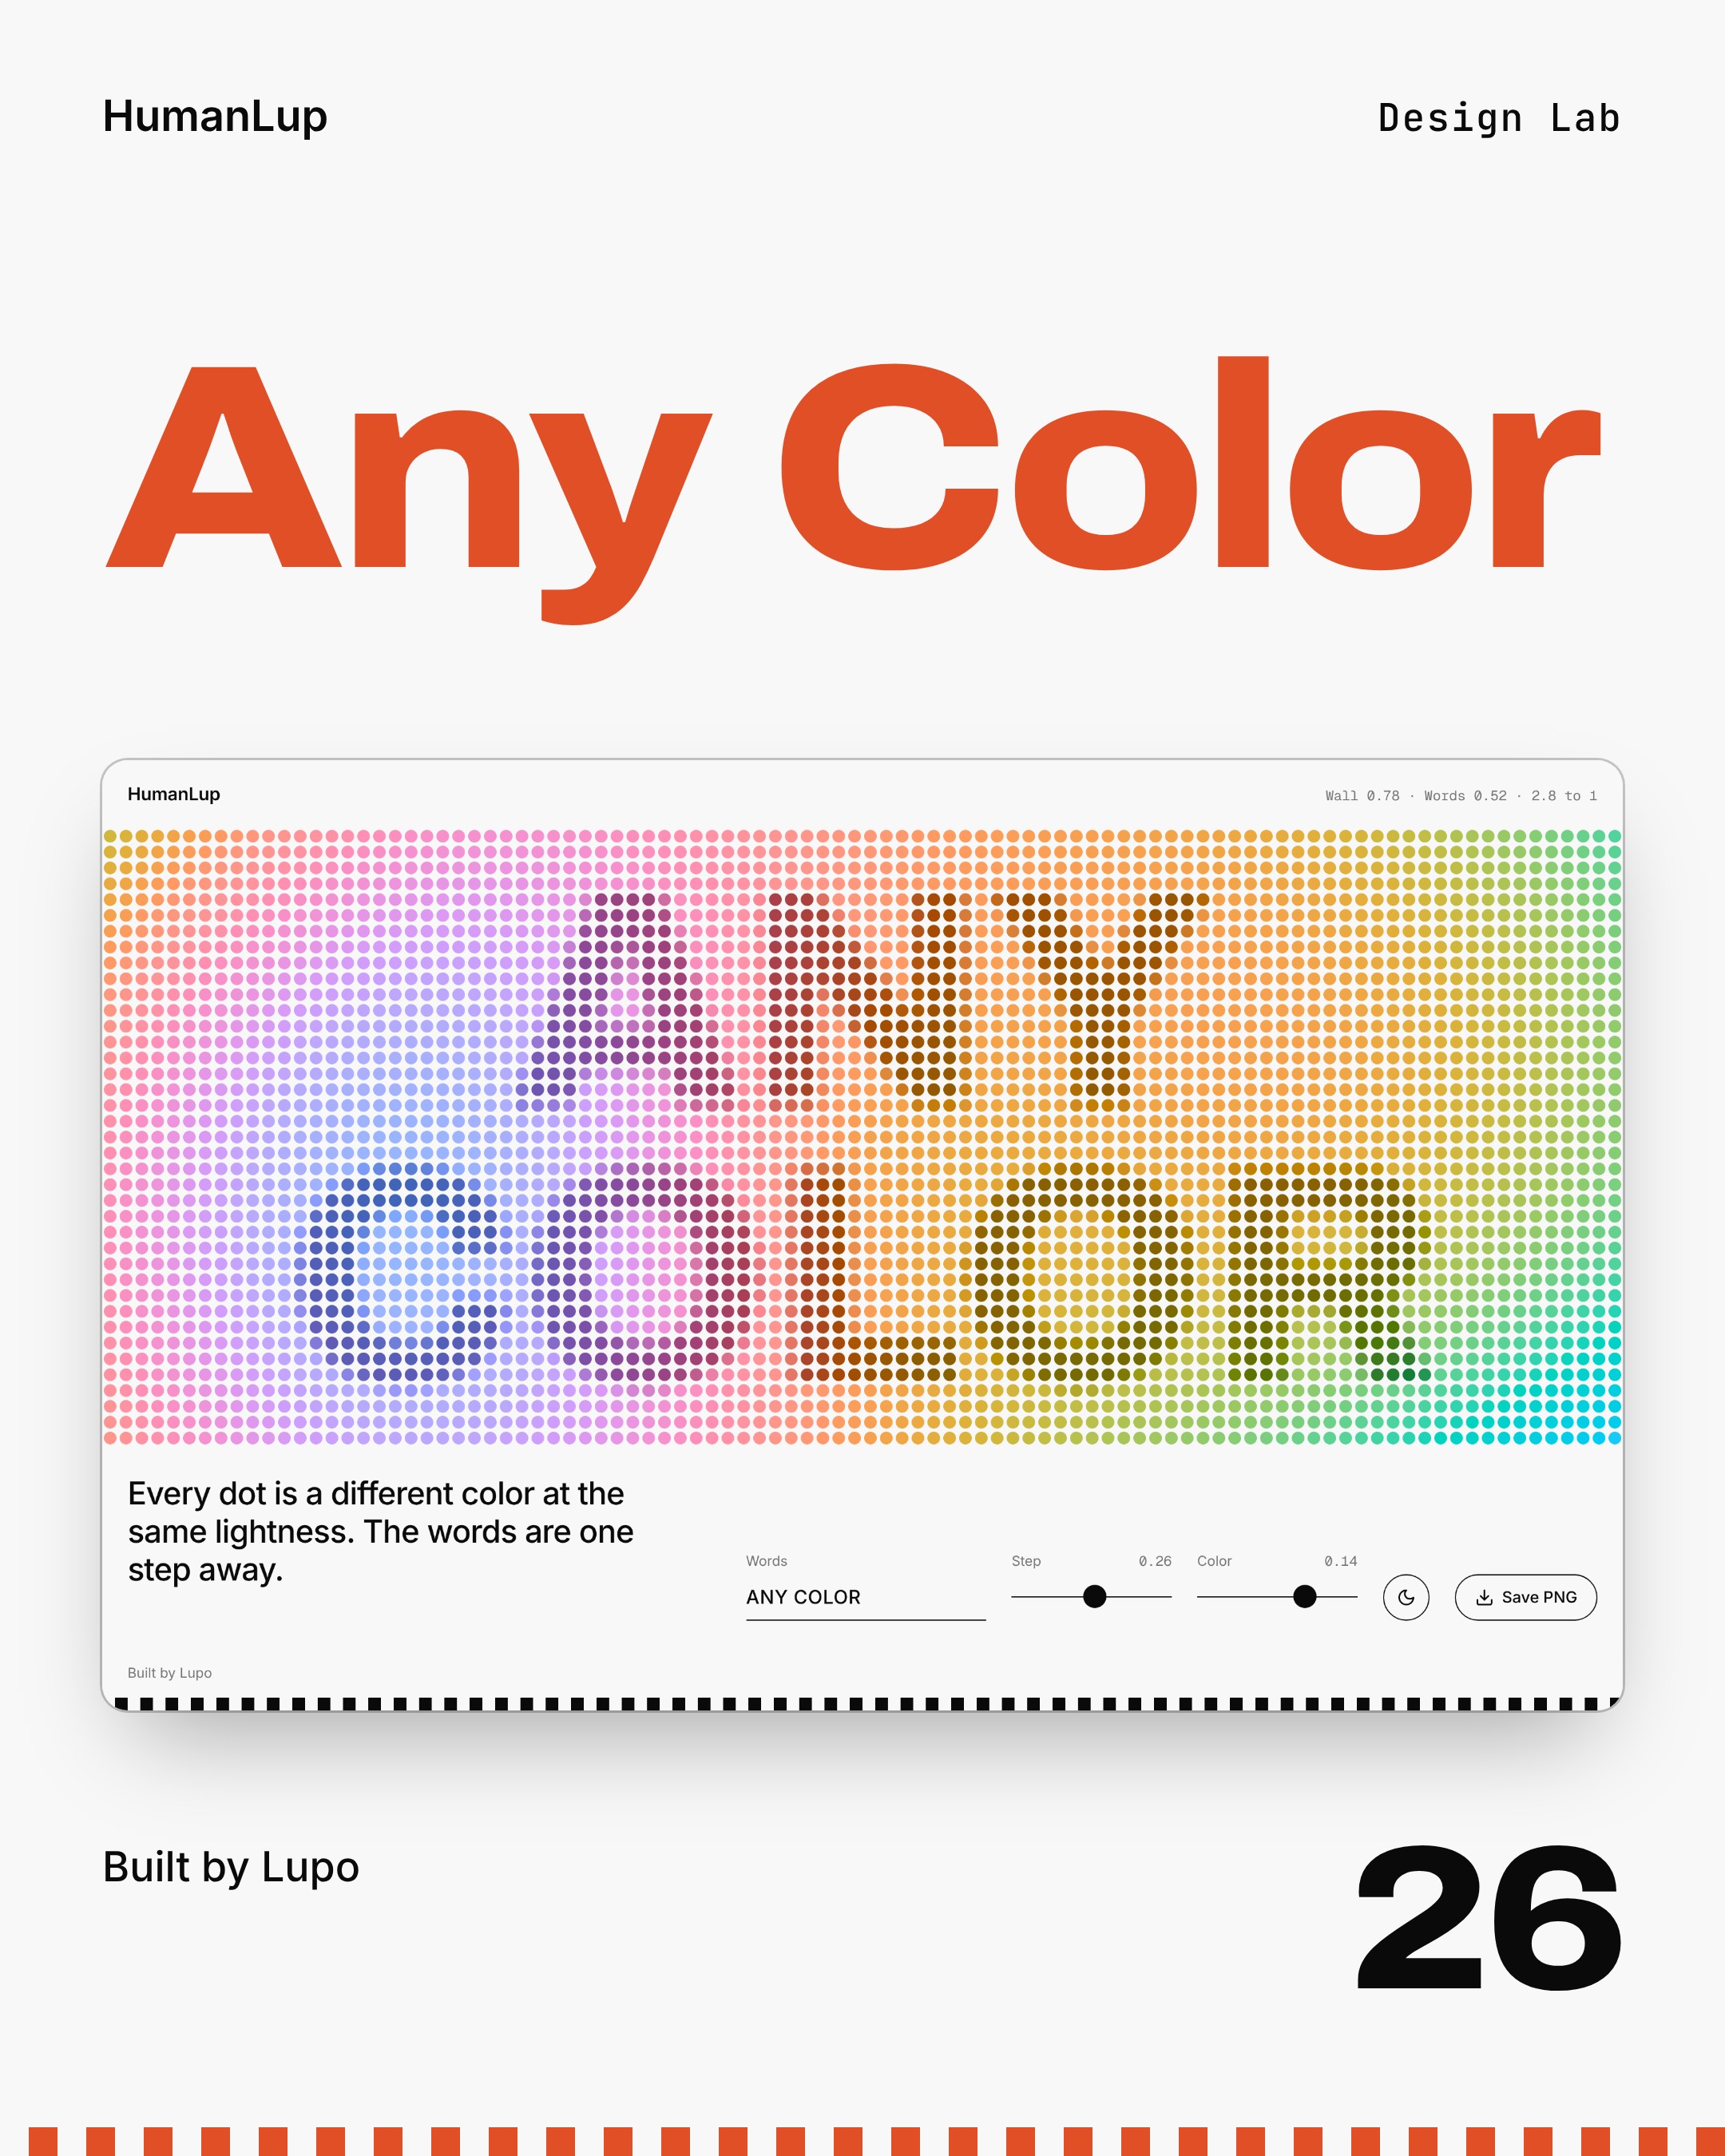 HumanLup
Design Lab
Any Color
HumanLup
Wall 0.78 · Words 0.52 · 2.8 to 1
ANY
COLOR
Every dot is a different color at the
same lightness. The words are one
step away.
Words
Step
0.26
Color
0.14
ANY COLOR
Save PNG
Built by Lupo
Built by Lupo
26